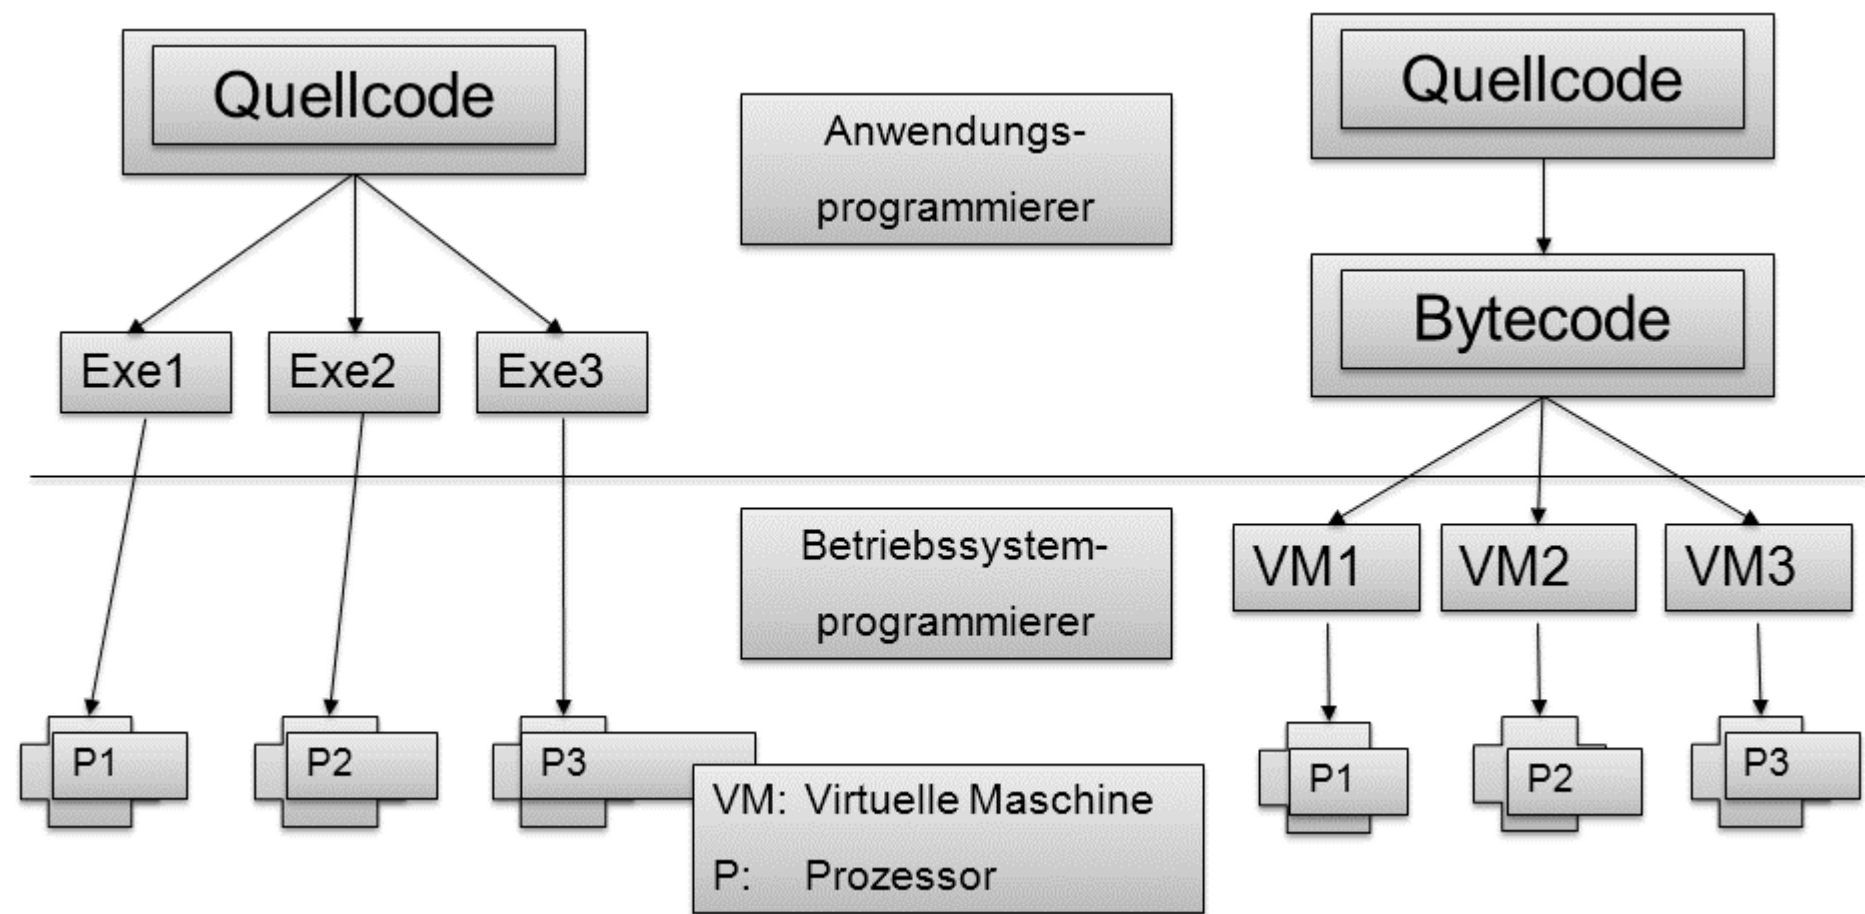 Quellcode
Anwendungs-
programmierer
Quellcode
Bytecode
Exe1
Exe2
Exe3
Betriebssystem-
programmierer
VM1
VM2
VM3
P1
P2
P3
VM: Virtuelle Maschine
P: Prozessor
P1
P2
P3